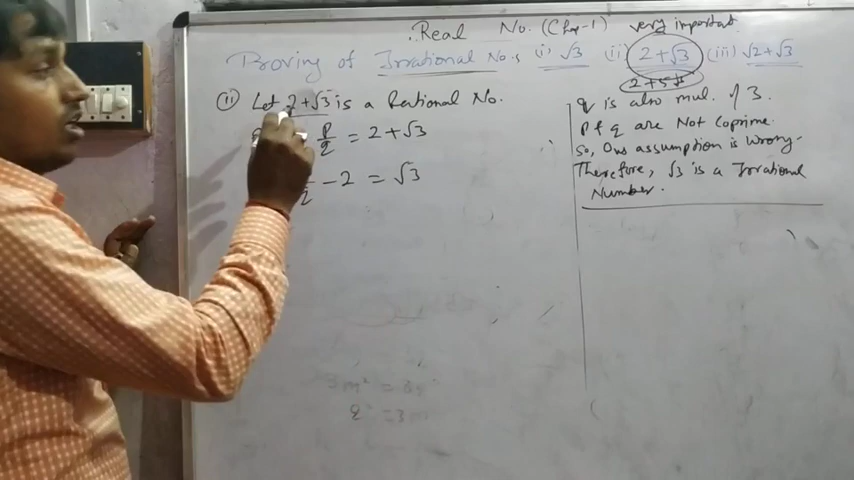 Real No. (Chap-1) very important.
Proving of Irrational No.s (i) √3 (ii) 2+√3 (iii) √2+√3
2+5√
(ii) Let 2+√3 is a Rational No.
p/q = 2+√3
- 2 = √3
q is also mul. of 3.
p & q are Not Coprime.
So, Our assumption is Wrong.
Therefore, √3 is a Irrational
Number.